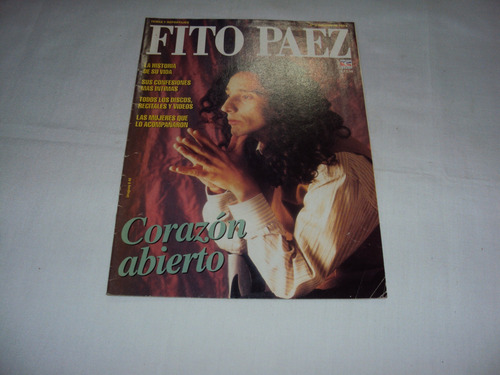 FITO PAEZ
LA HISTORIA
DE SU VIDA
SUS CONFESIONES
MAS INTIMAS
TODOS LOS DISCOS,
RECITALES Y VIDEOS
LAS MUJERES QUE
LO ACOMPAÑARON
Corazón
abierto